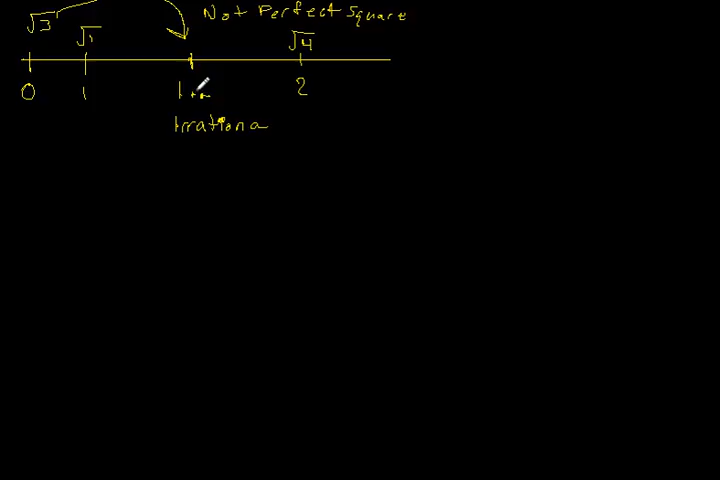 Not Perfect Square
√3 √1 √4
0 1 1... 2
Irrationa